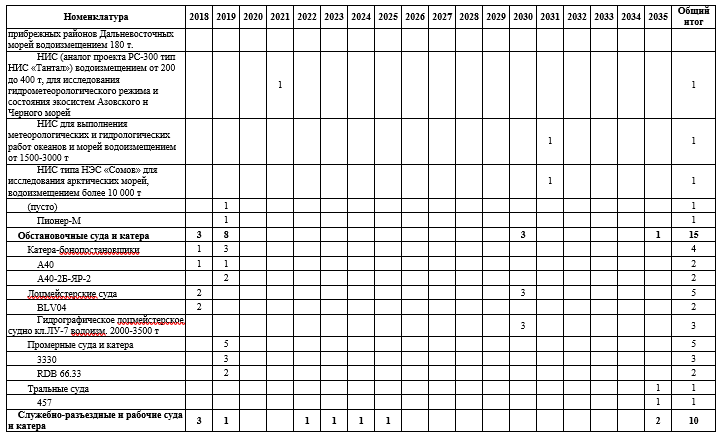 Номенклатура 2018 2019 2020 2021 2022 2023 2024 2025 2026 2027 2028 2029 2030 2031 2032 2033 2034 2035 Общий итог
прибрежных районов Дальневосточных
морей водоизмещением 180 т.
НИС (аналог проекта РС-300 тип
НИС «Тантал») водоизмещением от 200
до 400 т, для исследования
гидрометеорологического режима и
состояния экосистем Азовского н
Черного морей 1 1
НИС для выполнения
метеорологических и гидрологических
работ океанов и морей водоизмещением
от 1500-3000 т 1 1
НИС типа НЭС «Сомов» для
исследования арктических морей,
водоизмещением более 10 000 т 1 1
(пусто) 1 1
Пионер-М 1 1
Обстановочные суда и катера 3 8 3 1 15
Катера-бонопостановщики 1 3 4
А40 1 1 2
А40-2Б-ЯР-2 2 2
Лоцмейстерские суда 2 3 5
BLV04 2 2
Гидрографическое лоцмейстерское
судно кл.ЛУ-7 водоизм. 2000-3500 т 3 3
Промерные суда и катера 5 5
3330 3 3
RDB 66.33 2 2
Тральные суда 1 1
457 1 1
Служебно-разъездные и рабочие суда
и катера 3 1 1 1 1 1 2 10